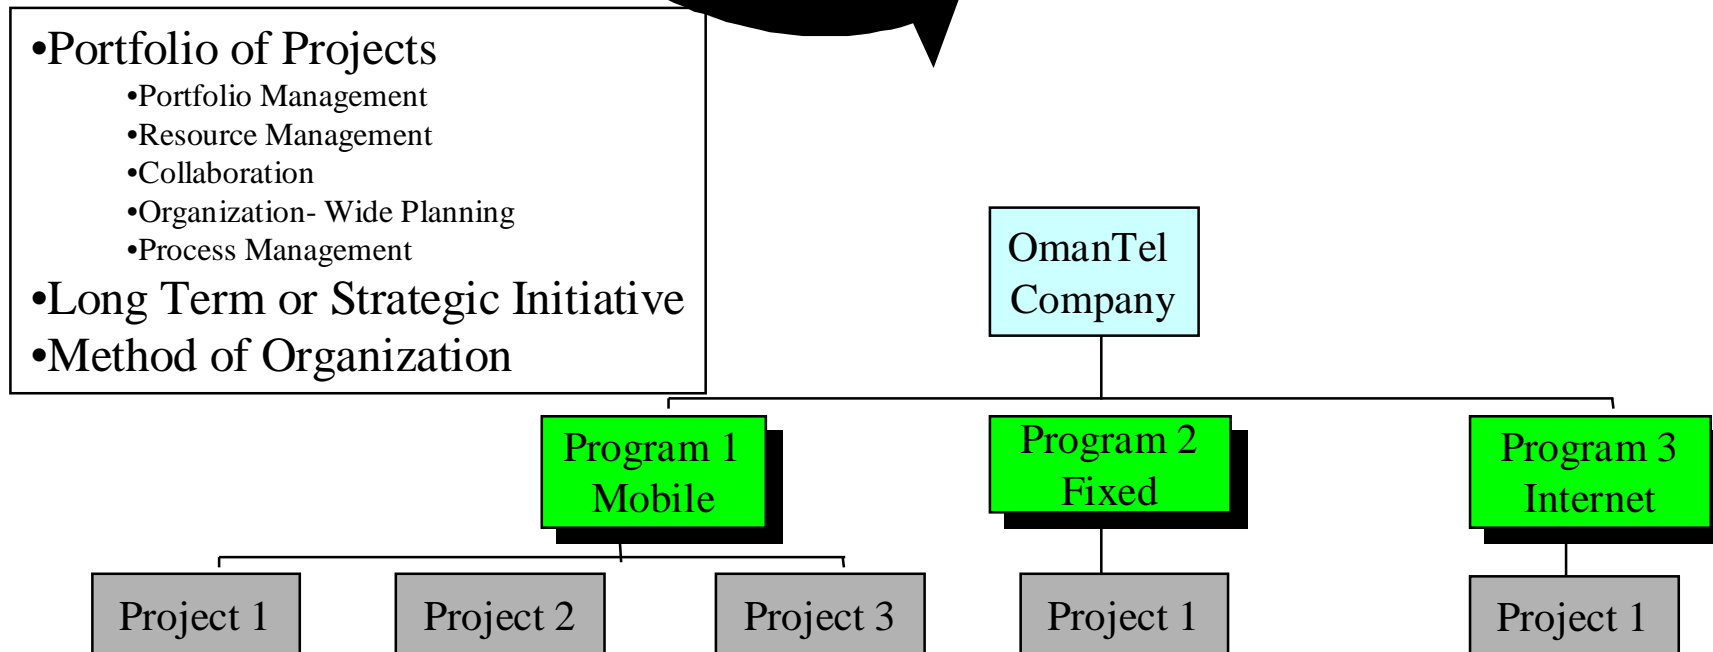 •Portfolio of Projects
•Portfolio Management
•Resource Management
•Collaboration
•Organization- Wide Planning
•Process Management
•Long Term or Strategic Initiative
•Method of Organization
OmanTel
Company
Program 1
Mobile
Program 2
Fixed
Program 3
Internet
Project 1
Project 2
Project 3
Project 1
Project 1